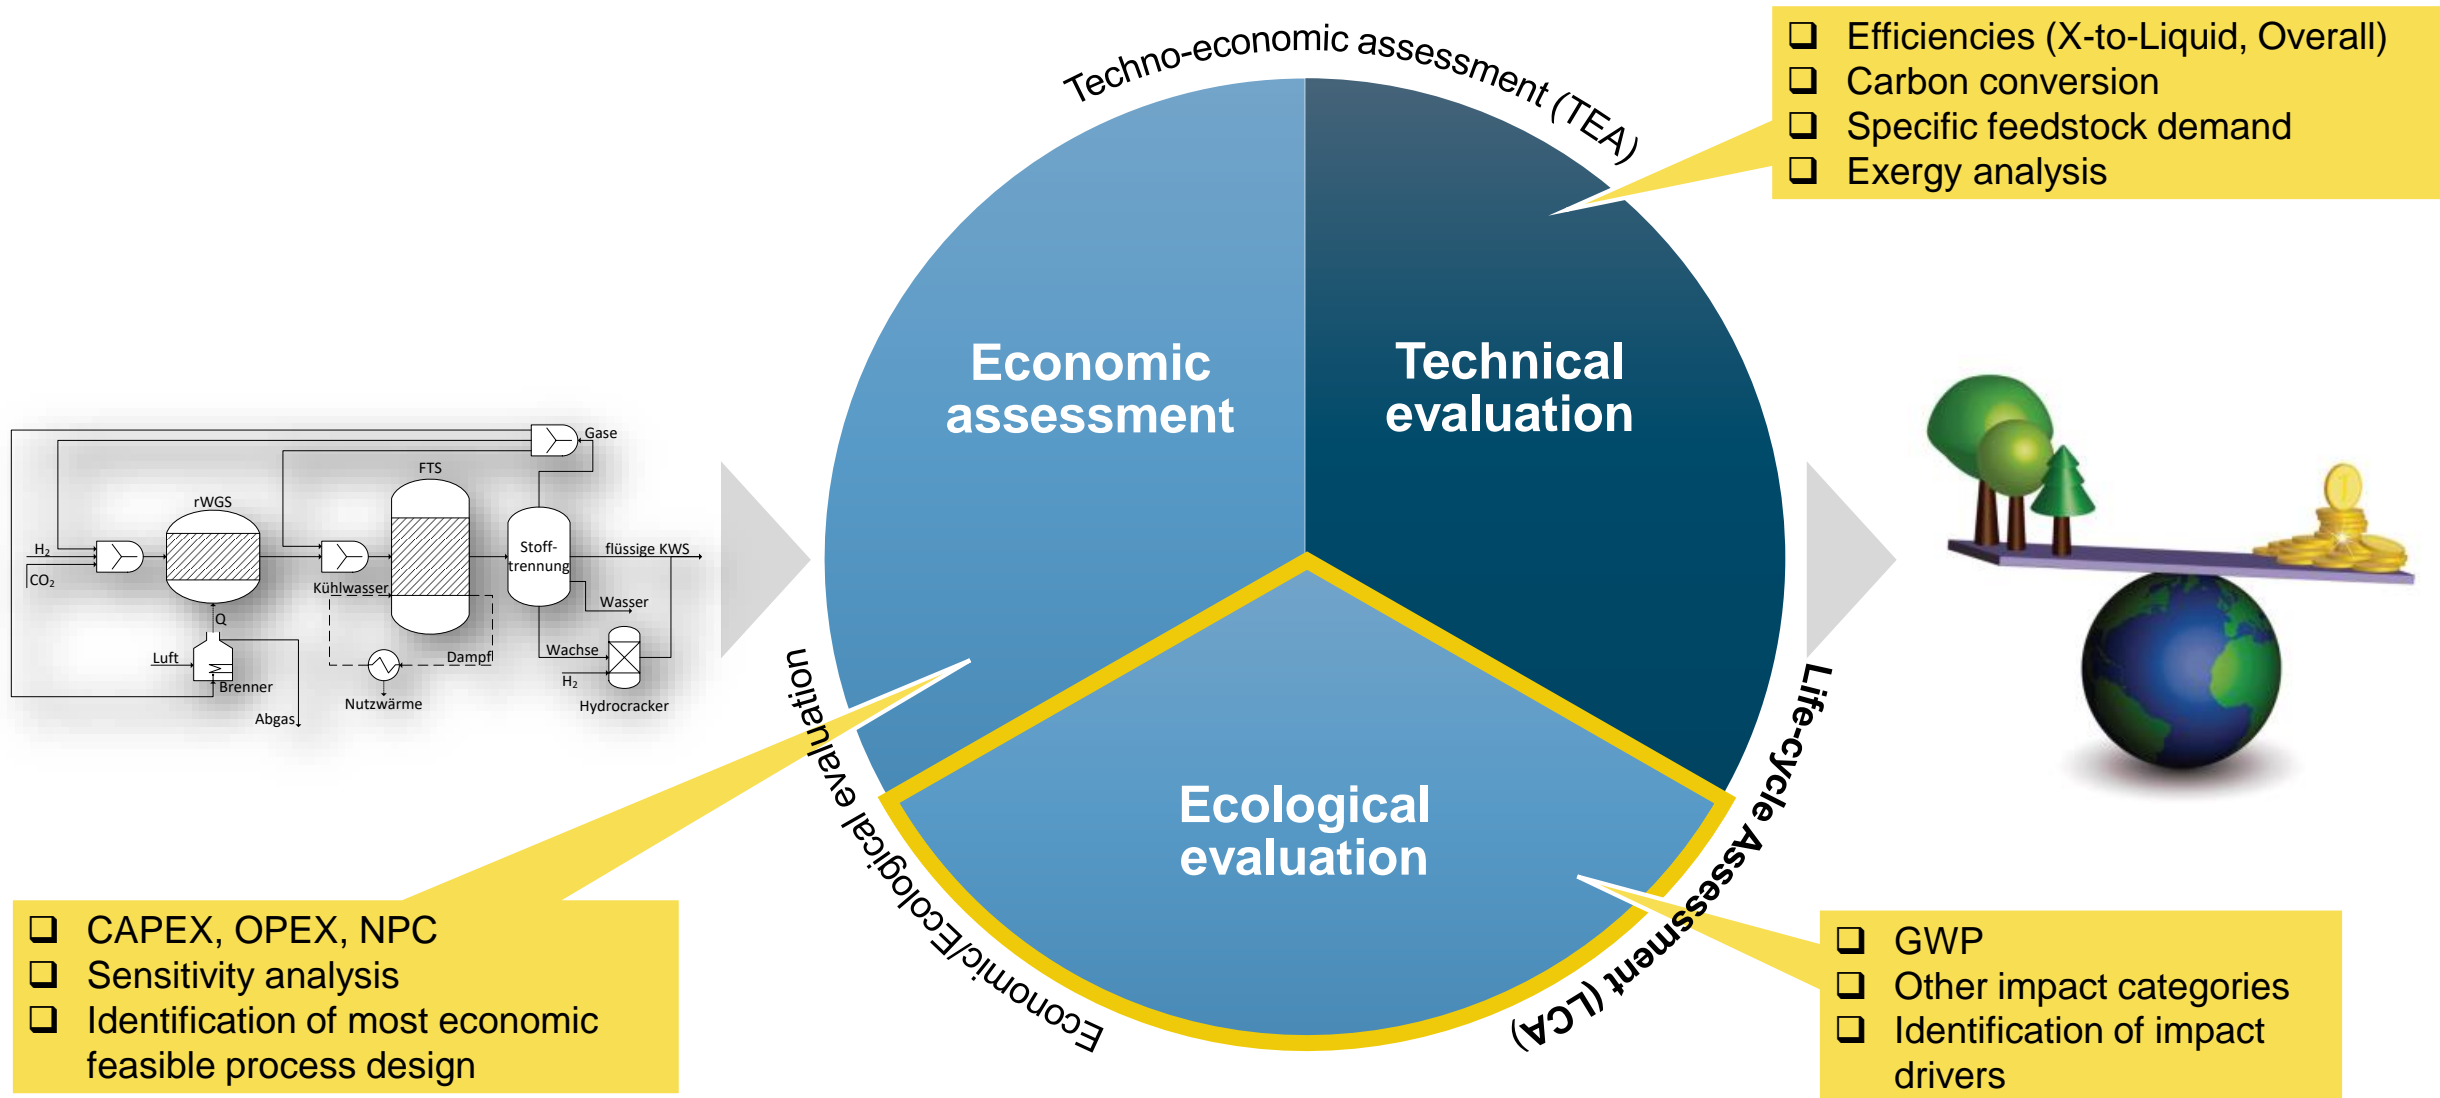 Techno-economic assessment (TEA)
❑ Efficiencies (X-to-Liquid, Overall)
❑ Carbon conversion
❑ Specific feedstock demand
❑ Exergy analysis
Economic
assessment
Technical
evaluation
Gase
FTS
rWGS
H₂
CO₂
Stoff-
trennung
flüssige KWS
Kühlwasser
Wasser
Q
Luft
Brenner
Dampf
Wachse
H₂
Nutzwärme
Hydrocracker
Abgas
Economic/Ecological evaluation
Life-cycle Assessment (LCA)
Ecological
evaluation
❑ CAPEX, OPEX, NPC
❑ Sensitivity analysis
❑ Identification of most economic
feasible process design
❑ GWP
❑ Other impact categories
❑ Identification of impact
drivers